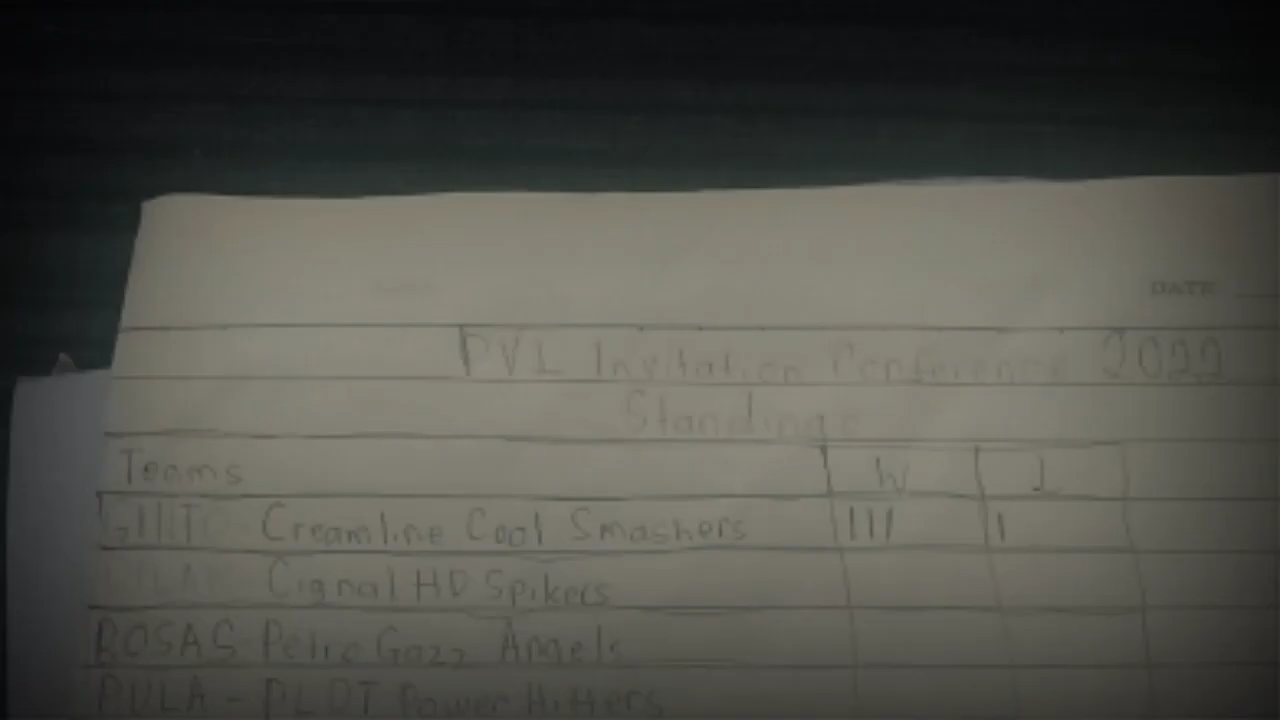 DATE
PVL Invitation Conference 2022
Standings
Teams W L
Creamline Cool Smashers III I
Cignal HD Spikers
ROSAS Petro Gazz Angels
PULA - PLDT Power Hitters